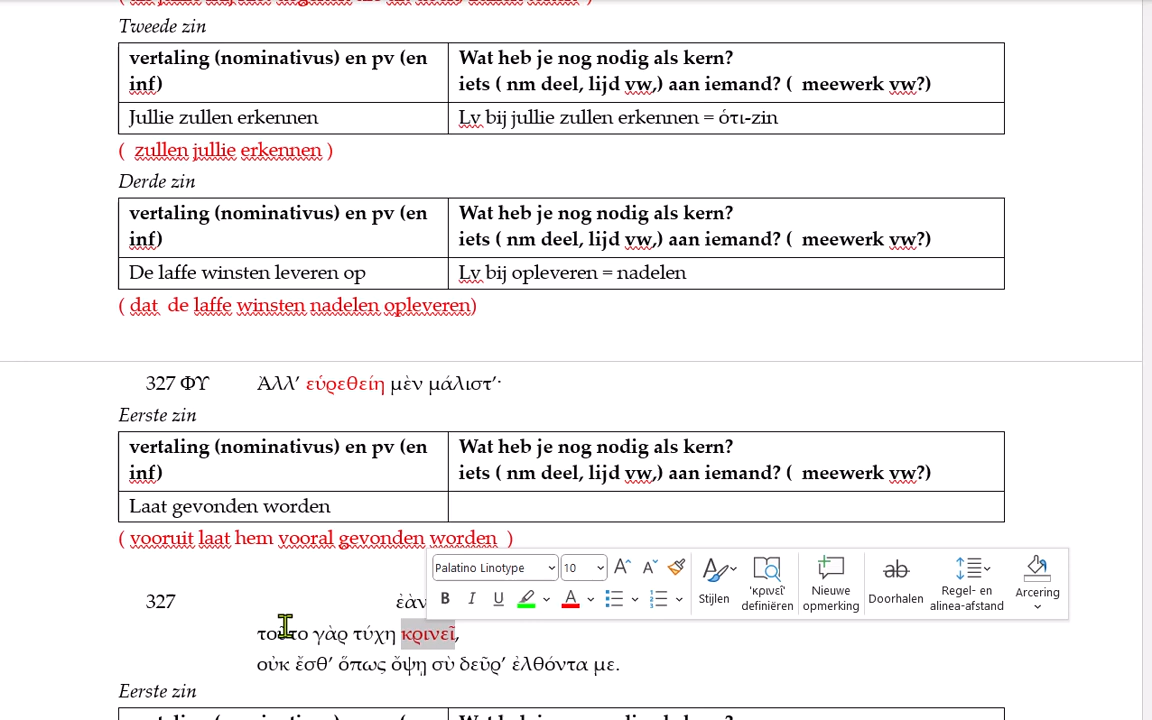 Tweede zin
vertaling (nominativus) en pv (en inf)
Wat heb je nog nodig als kern?
iets ( nm deel, lijd vw,) aan iemand? ( meewerk vw?)
Jullie zullen erkennen
Lv bij jullie zullen erkennen = ὁτι-zin
( zullen jullie erkennen )
Derde zin
vertaling (nominativus) en pv (en inf)
Wat heb je nog nodig als kern?
iets ( nm deel, lijd vw,) aan iemand? ( meewerk vw?)
De laffe winsten leveren op
Lv bij opleveren = nadelen
( dat de laffe winsten nadelen opleveren)
327 ΦΥ Ἀλλ’ εὑρεθείη μὲν μάλιστ’·
Eerste zin
vertaling (nominativus) en pv (en inf)
Wat heb je nog nodig als kern?
iets ( nm deel, lijd vw,) aan iemand? ( meewerk vw?)
Laat gevonden worden
( vooruit laat hem vooral gevonden worden )
Palatino Linotype
10
B I U
Stijlen
'κρινεῖ' definiëren
Nieuwe opmerking
Doorhalen
Regel- en alinea-afstand
Arcering
327 ἐὰν
τοῦτο γὰρ τύχη κρινεῖ,
οὐκ ἔσθ’ ὅπως ὄψῃ σὺ δεῦρ’ ἐλθόντα με.
Eerste zin